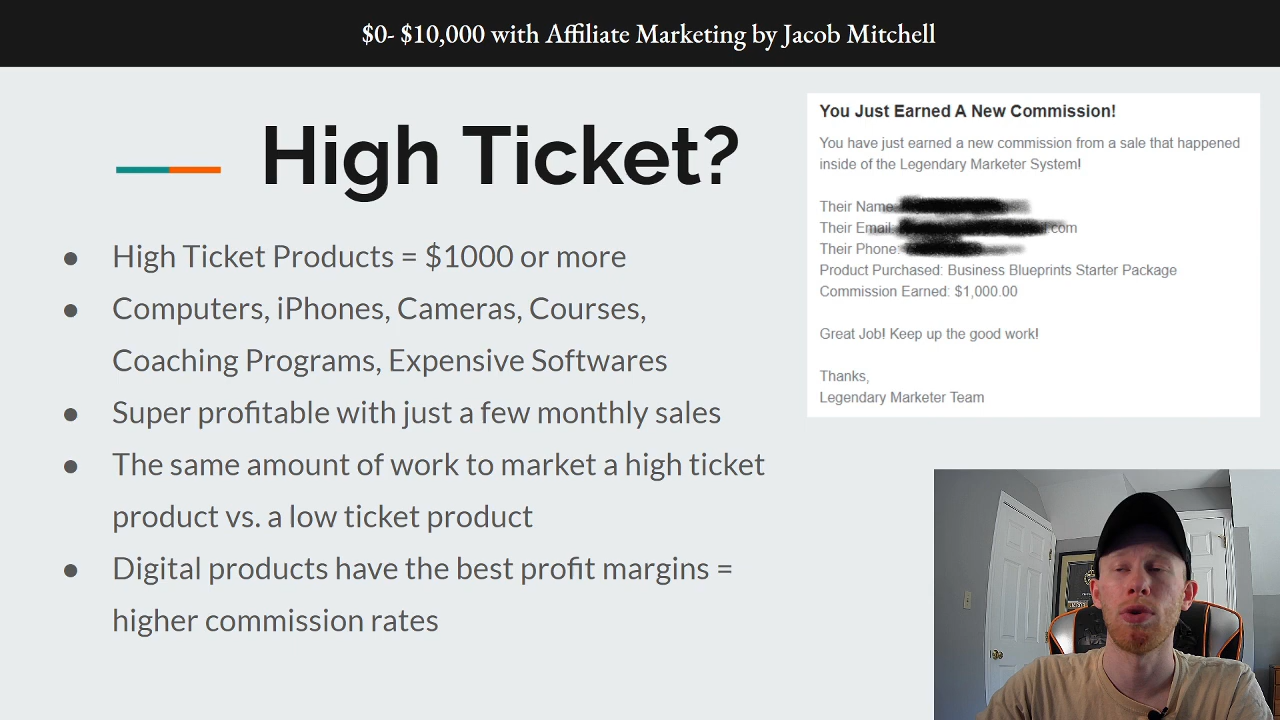 $0- $10,000 with Affiliate Marketing by Jacob Mitchell
High Ticket?
● High Ticket Products = $1000 or more
● Computers, iPhones, Cameras, Courses,
Coaching Programs, Expensive Softwares
● Super profitable with just a few monthly sales
● The same amount of work to market a high ticket
product vs. a low ticket product
● Digital products have the best profit margins =
higher commission rates
You Just Earned A New Commission!
You have just earned a new commission from a sale that happened
inside of the Legendary Marketer System!
Their Name:
Their Email: .com
Their Phone:
Product Purchased: Business Blueprints Starter Package
Commission Earned: $1,000.00
Great Job! Keep up the good work!
Thanks,
Legendary Marketer Team